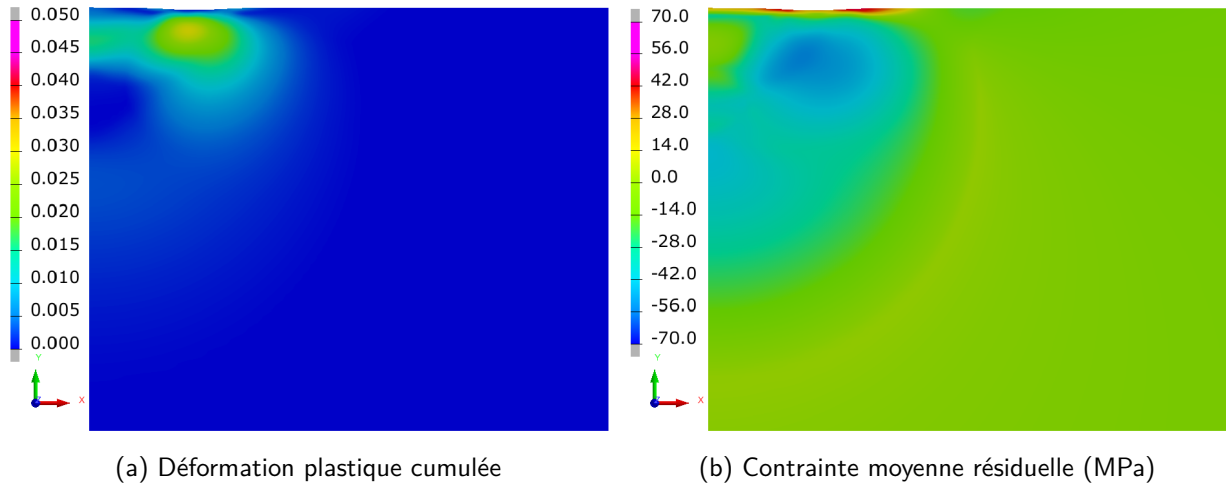 0.050
0.045
0.040
0.035
0.030
0.025
0.020
0.015
0.010
0.005
0.000
Y
X
Z
70.0
56.0
42.0
28.0
14.0
0.0
-14.0
-28.0
-42.0
-56.0
-70.0
Y
X
Z
(a) Déformation plastique cumulée
(b) Contrainte moyenne résiduelle (MPa)